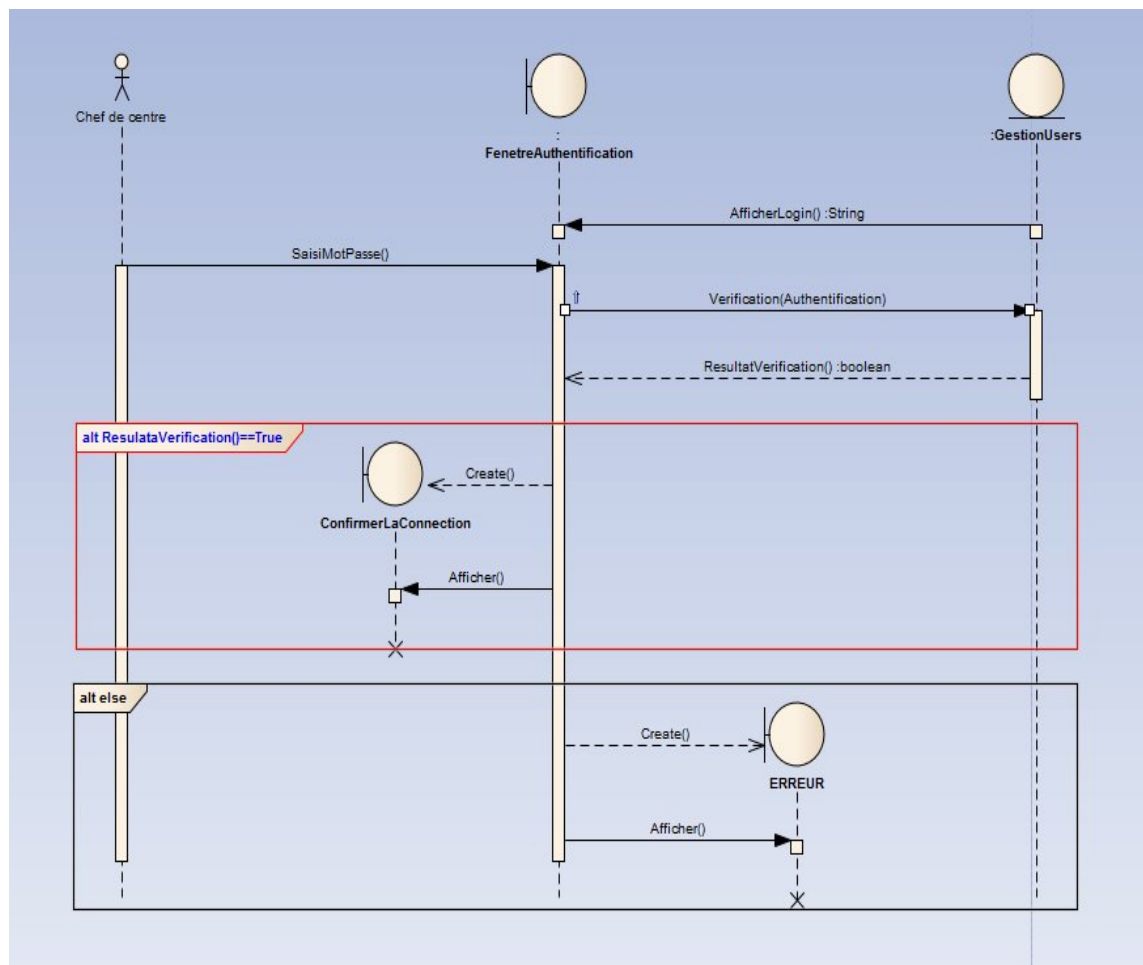 Chef de centre
:
FenetreAuthentification
:GestionUsers
AfficherLogin() :String
SaisiMotPasse()
Verification(Authentification)
ResultatVerification() :boolean
alt ResulataVerification()==True
Create()
ConfirmerLaConnection
Afficher()
alt else
Create()
ERREUR
Afficher()